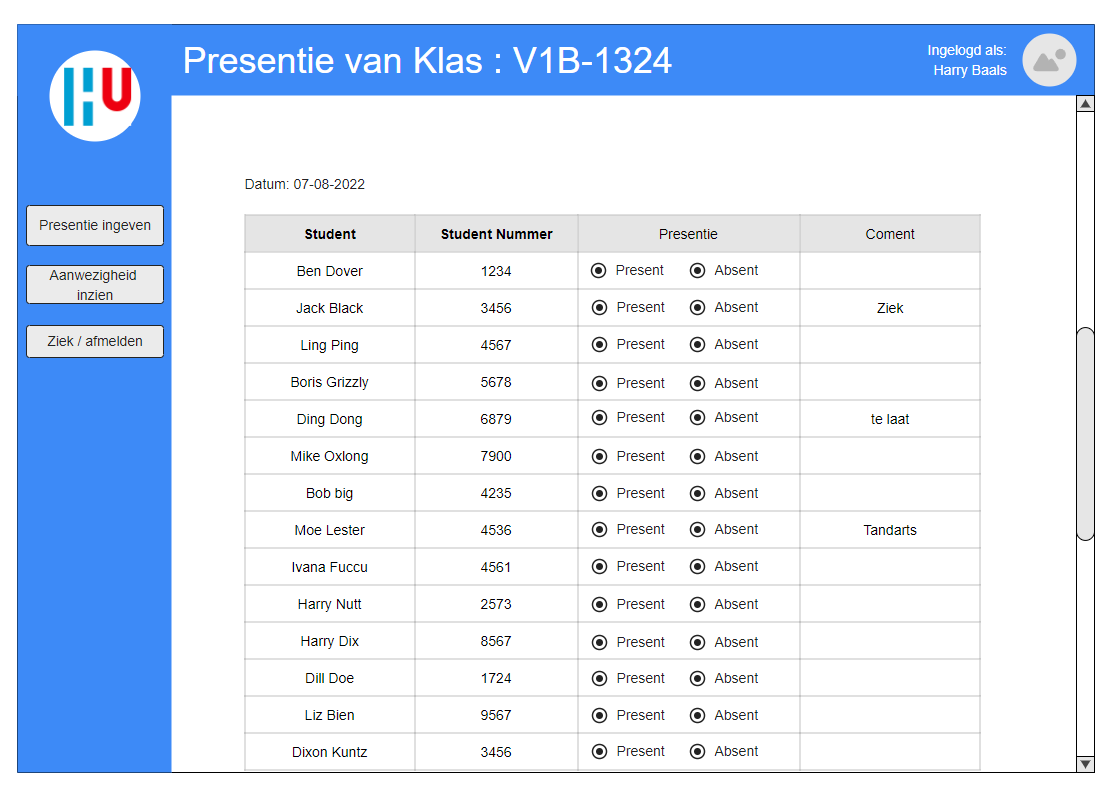 HU
Presentie van Klas : V1B-1324
Ingelogd als:
Harry Baals
Presentie ingeven
Aanwezigheid
inzien
Ziek / afmelden
Datum: 07-08-2022
Student Student Nummer Presentie Coment
Ben Dover 1234 Present Absent
Jack Black 3456 Present Absent Ziek
Ling Ping 4567 Present Absent
Boris Grizzly 5678 Present Absent
Ding Dong 6879 Present Absent te laat
Mike Oxlong 7900 Present Absent
Bob big 4235 Present Absent
Moe Lester 4536 Present Absent Tandarts
Ivana Fuccu 4561 Present Absent
Harry Nutt 2573 Present Absent
Harry Dix 8567 Present Absent
Dill Doe 1724 Present Absent
Liz Bien 9567 Present Absent
Dixon Kuntz 3456 Present Absent